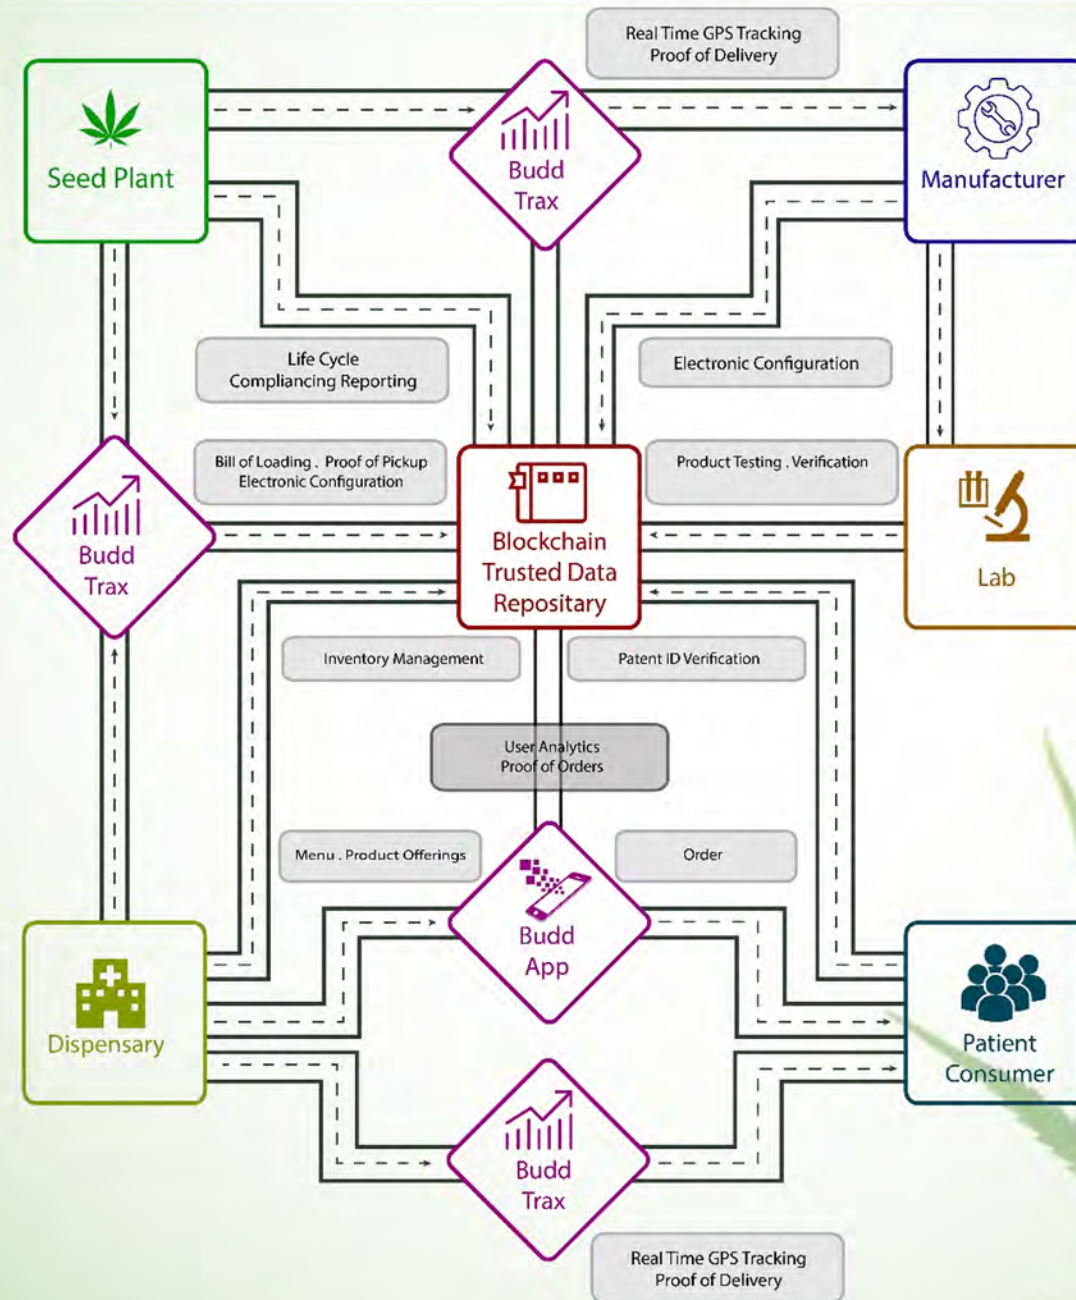 Real Time GPS Tracking
Proof of Delivery
Seed Plant
Budd
Trax
Manufacturer
Life Cycle
Compliancing Reporting
Electronic Configuration
Bill of Loading . Proof of Pickup
Electronic Configuration
Product Testing . Verification
Budd
Trax
Blockchain
Trusted Data
Repositary
Lab
Inventory Management
Patent ID Verification
User Analytics
Proof of Orders
Menu . Product Offerings
Order
Budd
App
Dispensary
Patient
Consumer
Budd
Trax
Real Time GPS Tracking
Proof of Delivery